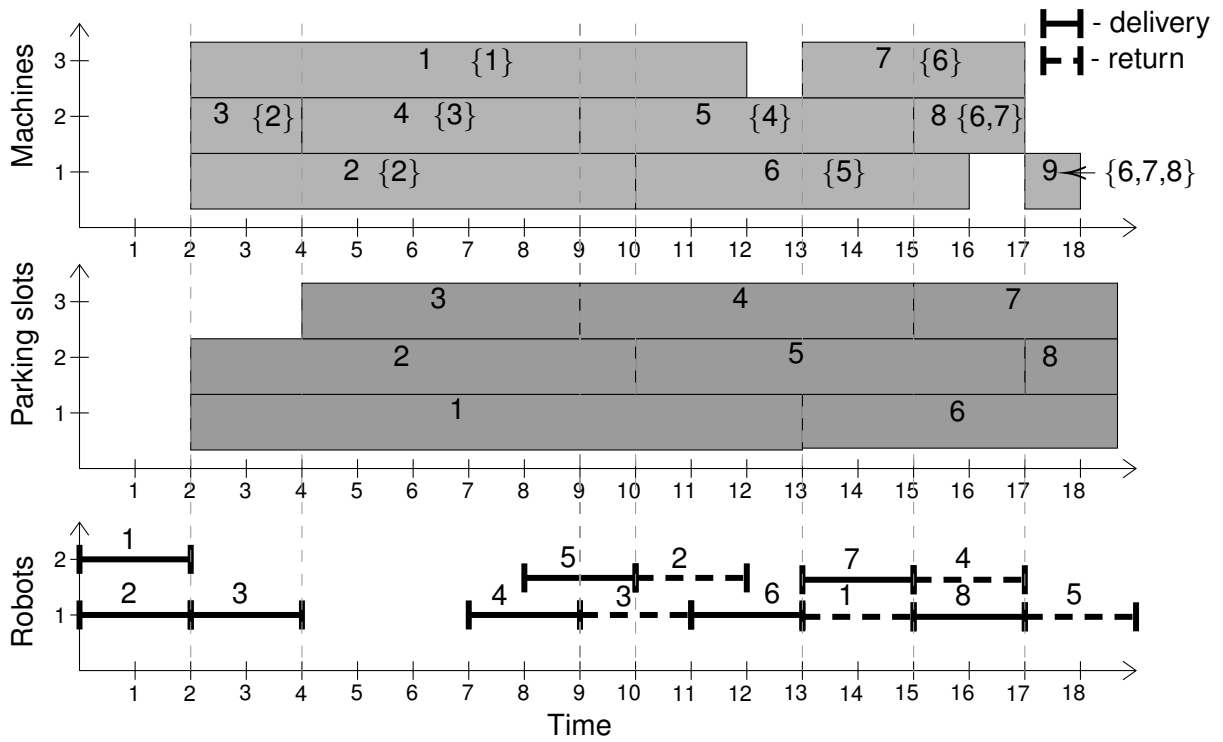 - delivery
- return
Machines
3
2
1
1 {1}
7 {6}
3 {2}
4 {3}
5 {4}
8 {6,7}
2 {2}
6 {5}
9 {6,7,8}
1 2 3 4 5 6 7 8 9 10 11 12 13 14 15 16 17 18
Parking slots
3
2
1
3 4 7
2 5 8
1 6
1 2 3 4 5 6 7 8 9 10 11 12 13 14 15 16 17 18
Robots
2
1
1 5 2 7 4
2 3 4 3 6 1 8 5
1 2 3 4 5 6 7 8 9 10 11 12 13 14 15 16 17 18
Time